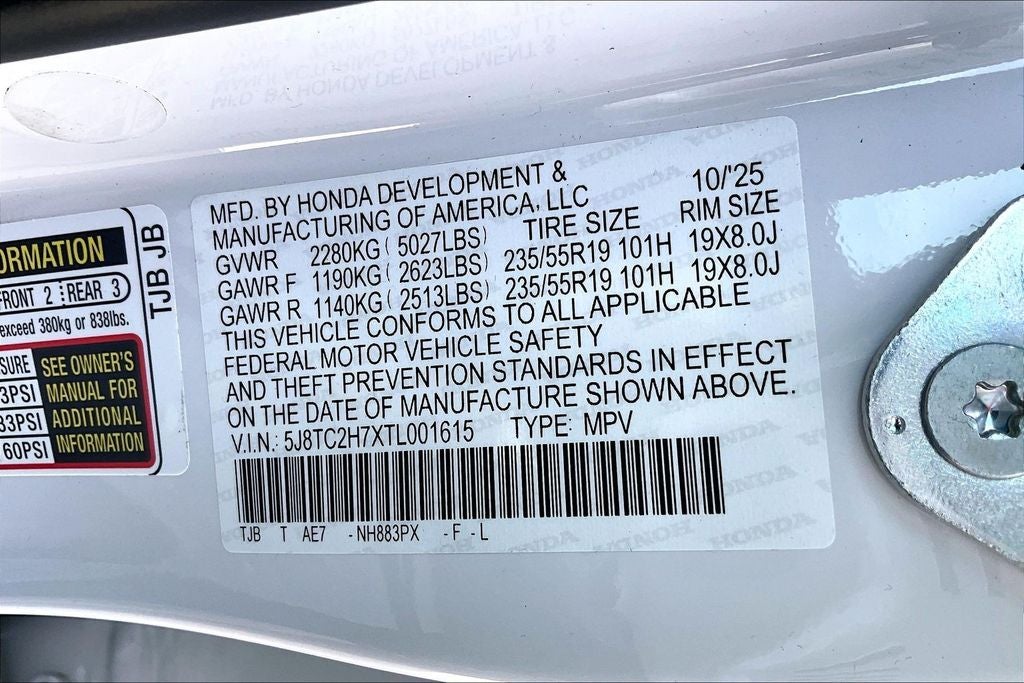 ORMATION
FRONT 2 REAR 3
exceed 380kg or 838lbs.
SURE SEE OWNER'S
3PSI MANUAL FOR
33PSI ADDITIONAL
60PSI INFORMATION
TJB JB
MFD. BY HONDA DEVELOPMENT & 10/'25
MANUFACTURING OF AMERICA, LLC
TIRE SIZE RIM SIZE
GVWR 2280KG ( 5027LBS)
GAWR F 1190KG ( 2623LBS) 235/55R19 101H 19X8.0J
GAWR R 1140KG ( 2513LBS) 235/55R19 101H 19X8.0J
THIS VEHICLE CONFORMS TO ALL APPLICABLE
FEDERAL MOTOR VEHICLE SAFETY
AND THEFT PREVENTION STANDARDS IN EFFECT
ON THE DATE OF MANUFACTURE SHOWN ABOVE.
V.I.N.: 5J8TC2H7XTL001615 TYPE: MPV
TJB T AE7 -NH883PX -F -L